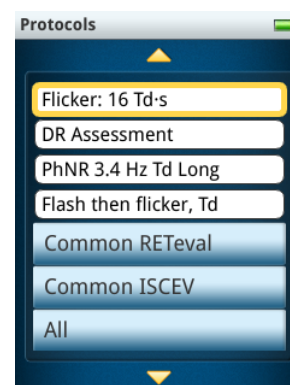 Protocols
Flicker: 16 Td·s
DR Assessment
PhNR 3.4 Hz Td Long
Flash then flicker, Td
Common RETeval
Common ISCEV
All